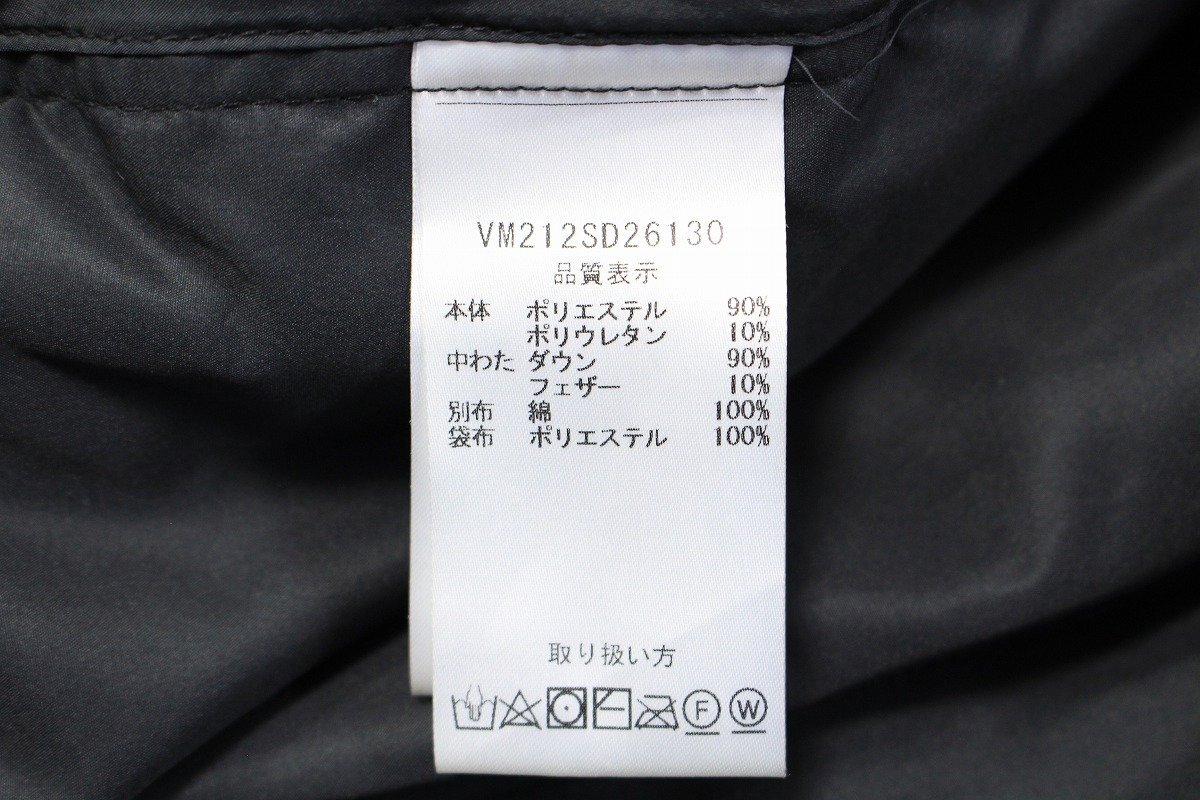 VM212SD26130
品質表示
本体 ポリエステル 90%
ポリウレタン 10%
中わた ダウン 90%
フェザー 10%
別布 綿 100%
袋布 ポリエステル 100%
取り扱い方
F W